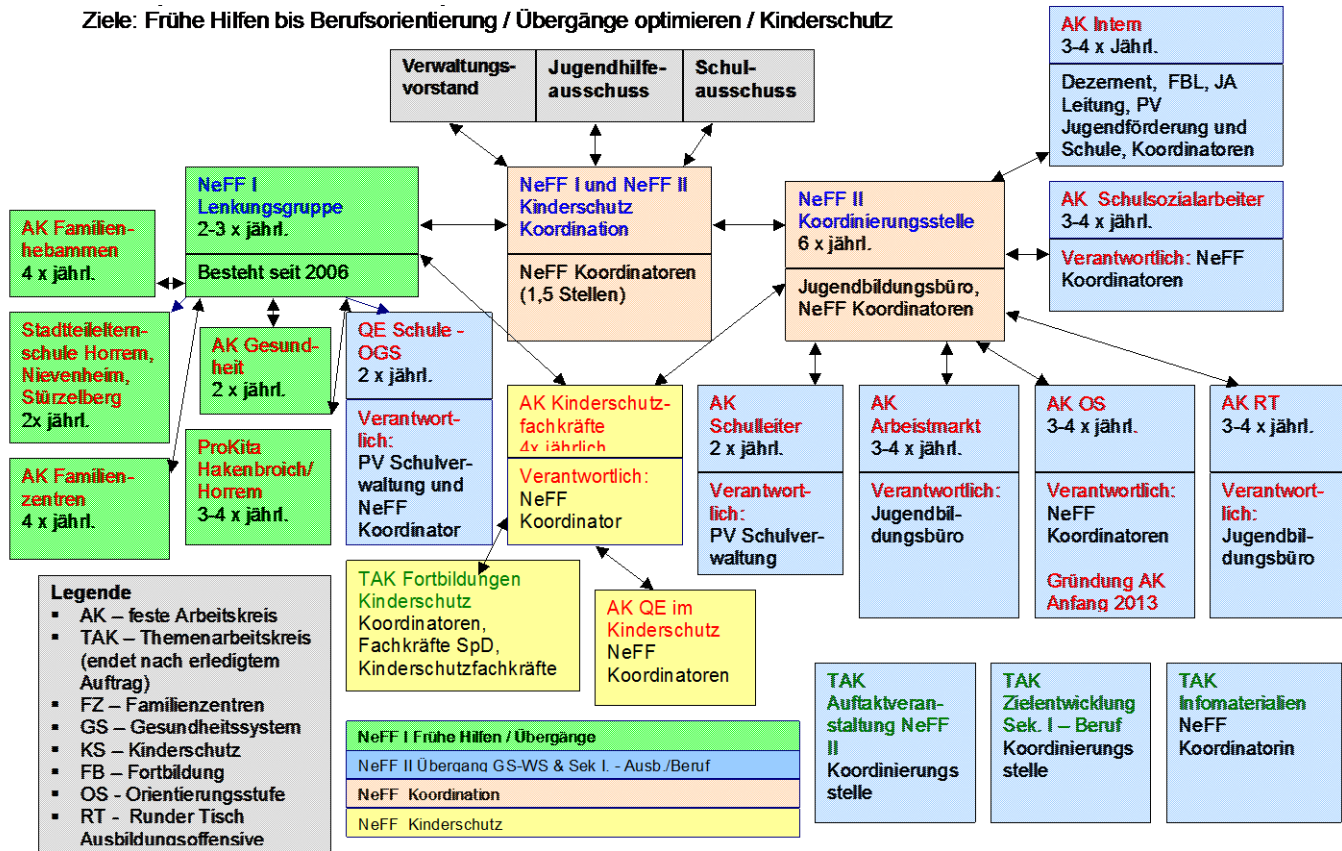 Ziele: Frühe Hilfen bis Berufsorientierung / Übergänge optimieren / Kinderschutz
Verwaltungs-
vorstand
Jugendhilfe-
ausschuss
Schul-
ausschuss
AK Intern
3-4 x Jährl.
Dezernent, FBL, JA
Leitung, PV
Jugendförderung und
Schule, Koordinatoren
NeFF I
Lenkungsgruppe
2-3 x jährl.
Besteht seit 2006
NeFF I und NeFF II
Kinderschutz
Koordination
NeFF Koordinatoren
(1,5 Stellen)
NeFF II
Koordinierungsstelle
6 x jährl.
Jugendbildungsbüro,
NeFF Koordinatoren
AK Schulsozialarbeiter
3-4 x jährl.
Verantwortlich: NeFF
Koordinatoren
AK Familien-
hebammen
4 x jährl.
Stadtteileltern-
schule Horrem,
Nievenheim,
Stürzelberg
2x jährl.
AK Gesund-
heit
2 x jährl.
QE Schule -
OGS
2 x jährl.
Verantwort-
lich:
PV Schulver-
waltung und
NeFF
Koordinator
AK Familien-
zentren
4 x jährl.
ProKita
Hakenbroich/
Horrem
3-4 x jährl.
AK Kinderschutz-
fachkräfte
4x jährlich
Verantwortlich:
NeFF
Koordinator
AK
Schulleiter
2 x jährl.
Verantwort-
lich:
PV Schulver-
waltung
AK
Arbeistmarkt
3-4 x jährl.
Verantwortlich:
Jugendbil-
dungsbüro
AK OS
3-4 x jährl.
Verantwortlich:
NeFF
Koordinatoren
Gründung AK
Anfang 2013
AK RT
3-4 x jährl.
Verantwort-
lich:
Jugendbil-
dungsbüro
TAK Fortbildungen
Kinderschutz
Koordinatoren,
Fachkräfte SpD,
Kinderschutzfachkräfte
AK QE im
Kinderschutz
NeFF
Koordinatoren
Legende
▪ AK – feste Arbeitskreis
▪ TAK – Themenarbeitskreis
(endet nach erledigtem
Auftrag)
▪ FZ – Familienzentren
▪ GS – Gesundheitssystem
▪ KS – Kinderschutz
▪ FB – Fortbildung
▪ OS - Orientierungsstufe
▪ RT - Runder Tisch
Ausbildungsoffensive
NeFF I Frühe Hilfen / Übergänge
NeFF II Übergang GS-WS & Sek I. - Ausb./Beruf
NeFF Koordination
NeFF Kinderschutz
TAK
Auftaktveran-
staltung NeFF
II
Koordinierungs
stelle
TAK
Zielentwicklung
Sek. I – Beruf
Koordinierungs
stelle
TAK
Infomaterialien
NeFF
Koordinatorin